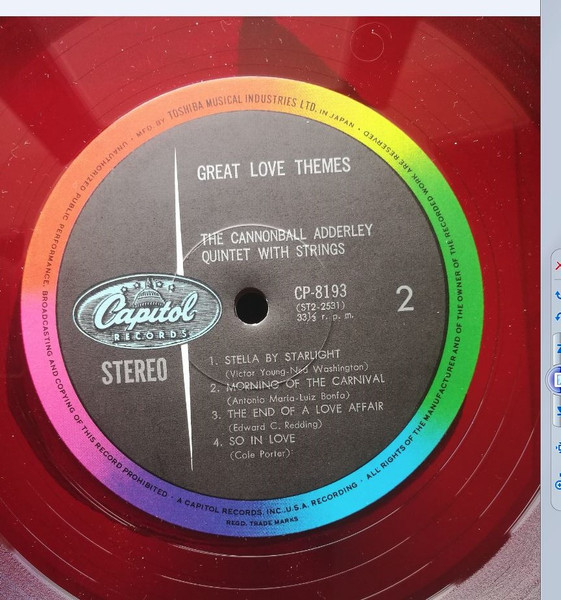 MFD. BY TOSHIBA MUSICAL INDUSTRIES LTD. IN JAPAN · ALL RIGHTS OF THE MANUFACTURER AND OF THE OWNER OF THE RECORDED WORK ARE RESERVED
UNAUTHORIZED PUBLIC PERFORMANCE, BROADCASTING AND COPYING OF THIS RECORD PROHIBITED · A CAPITOL RECORDS, INC., U.S.A. RECORDING ·
REGD. TRADE MARKS
GREAT LOVE THEMES
THE CANNONBALL ADDERLEY
QUINTET WITH STRINGS
CP-8193
(ST2-2531)
33⅓ r. p. m.
2
Capitol
RECORDS
STEREO
1. STELLA BY STARLIGHT
(Victor Young-Ned Washington)
2. MORNING OF THE CARNIVAL
(Antonio Maria-Luiz Bonfa)
3. THE END OF A LOVE AFFAIR
(Edward C. Redding)
4. SO IN LOVE
(Cole Porter)